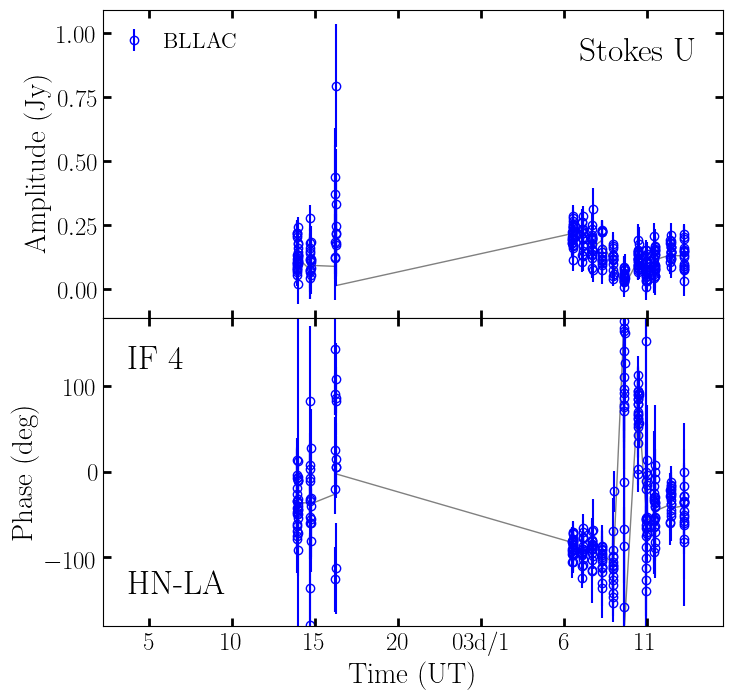 BLLAC
Stokes U
1.00
0.75
0.50
0.25
0.00
Amplitude (Jy)
IF 4
HN-LA
100
0
−100
Phase (deg)
5 10 15 20 03d/1 6 11
Time (UT)